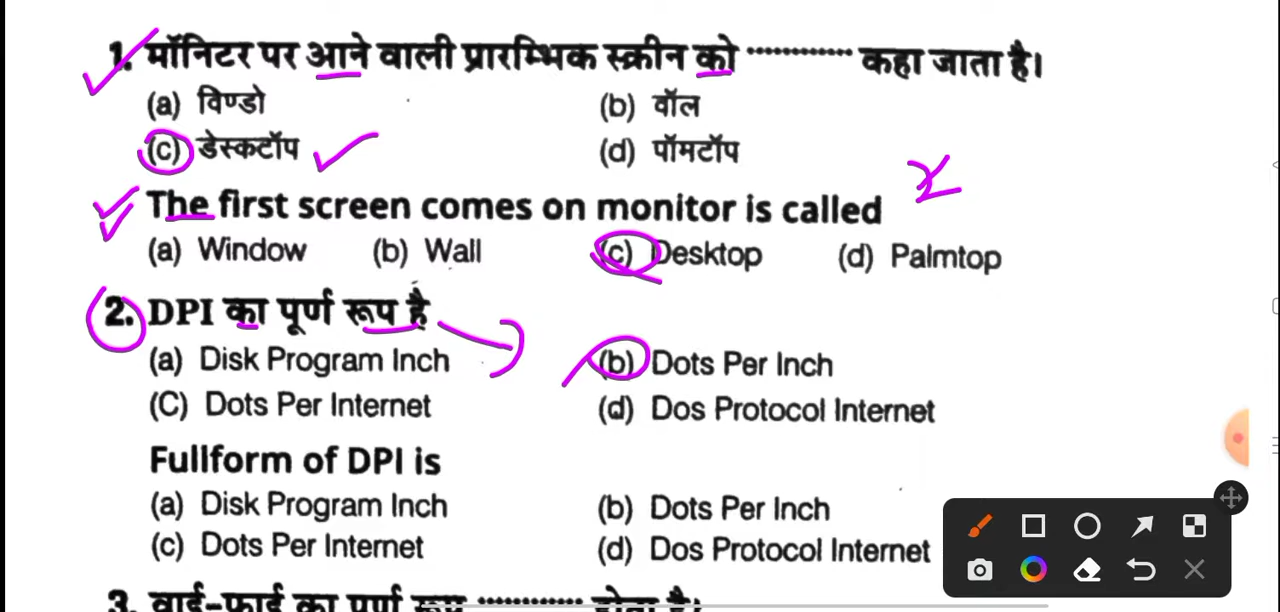 1. मॉनिटर पर आने वाली प्रारम्भिक स्क्रीन को ............ कहा जाता है।
(a) विण्डो (b) वॉल
(c) डेस्कटॉप (d) पॉमटॉप
The first screen comes on monitor is called
(a) Window (b) Wall (c) Desktop (d) Palmtop
2. DPI का पूर्ण रूप है
(a) Disk Program Inch (b) Dots Per Inch
(C) Dots Per Internet (d) Dos Protocol Internet
Fullform of DPI is
(a) Disk Program Inch (b) Dots Per Inch
(c) Dots Per Internet (d) Dos Protocol Internet
3. वाई-फाई का पूर्ण रूप ............ होता है।